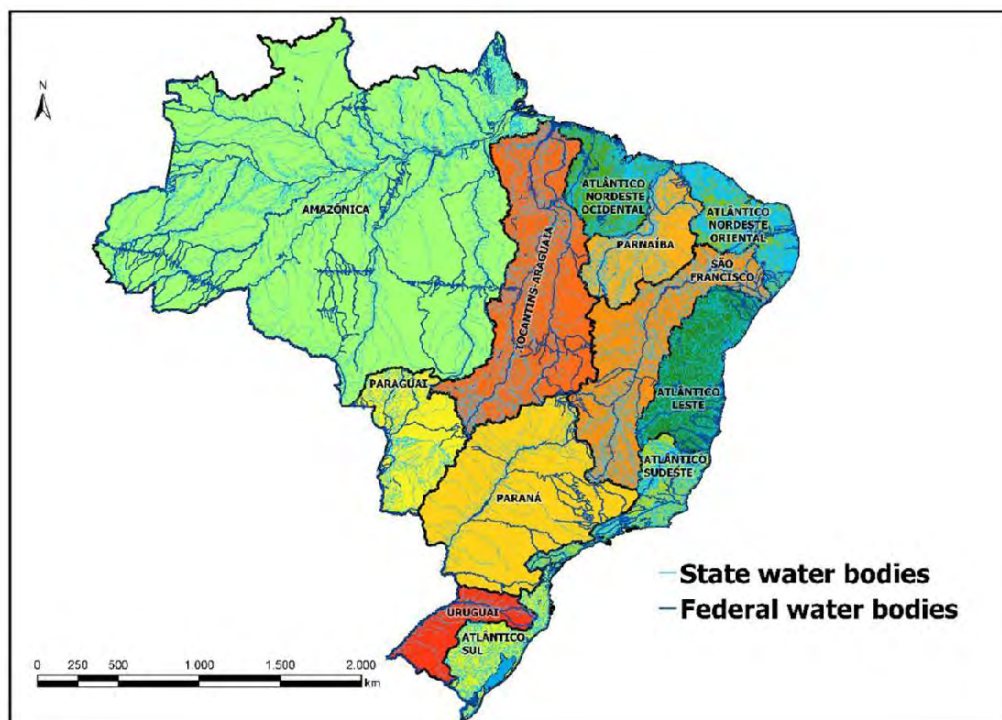 N
AMAZÔNICA
TOCANTINS-ARAGUAIA
ATLÂNTICO
NORDESTE
OCIDENTAL
PARNAÍBA
ATLÂNTICO
NORDESTE
ORIENTAL
SÃO
FRANCISCO
ATLÂNTICO
LESTE
PARAGUAI
ATLÂNTICO
SUDESTE
PARANÁ
URUGUAI
ATLÂNTICO
SUL
State water bodies
Federal water bodies
0 250 500 1.000 1.500 2.000
km